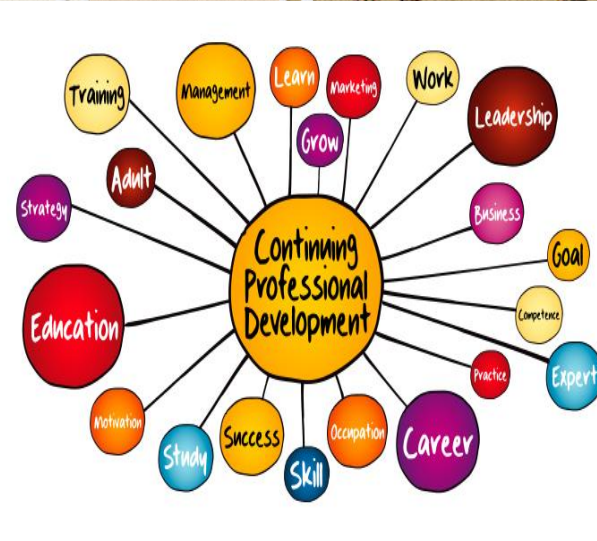 Training
Management
Learn
Marketing
Work
Leadership
Grow
Adult
Strategy
Business
Continuing
Professional
Development
Goal
Education
Competence
Practice
Expert
Motivation
Study
Success
Skill
Occupation
Career